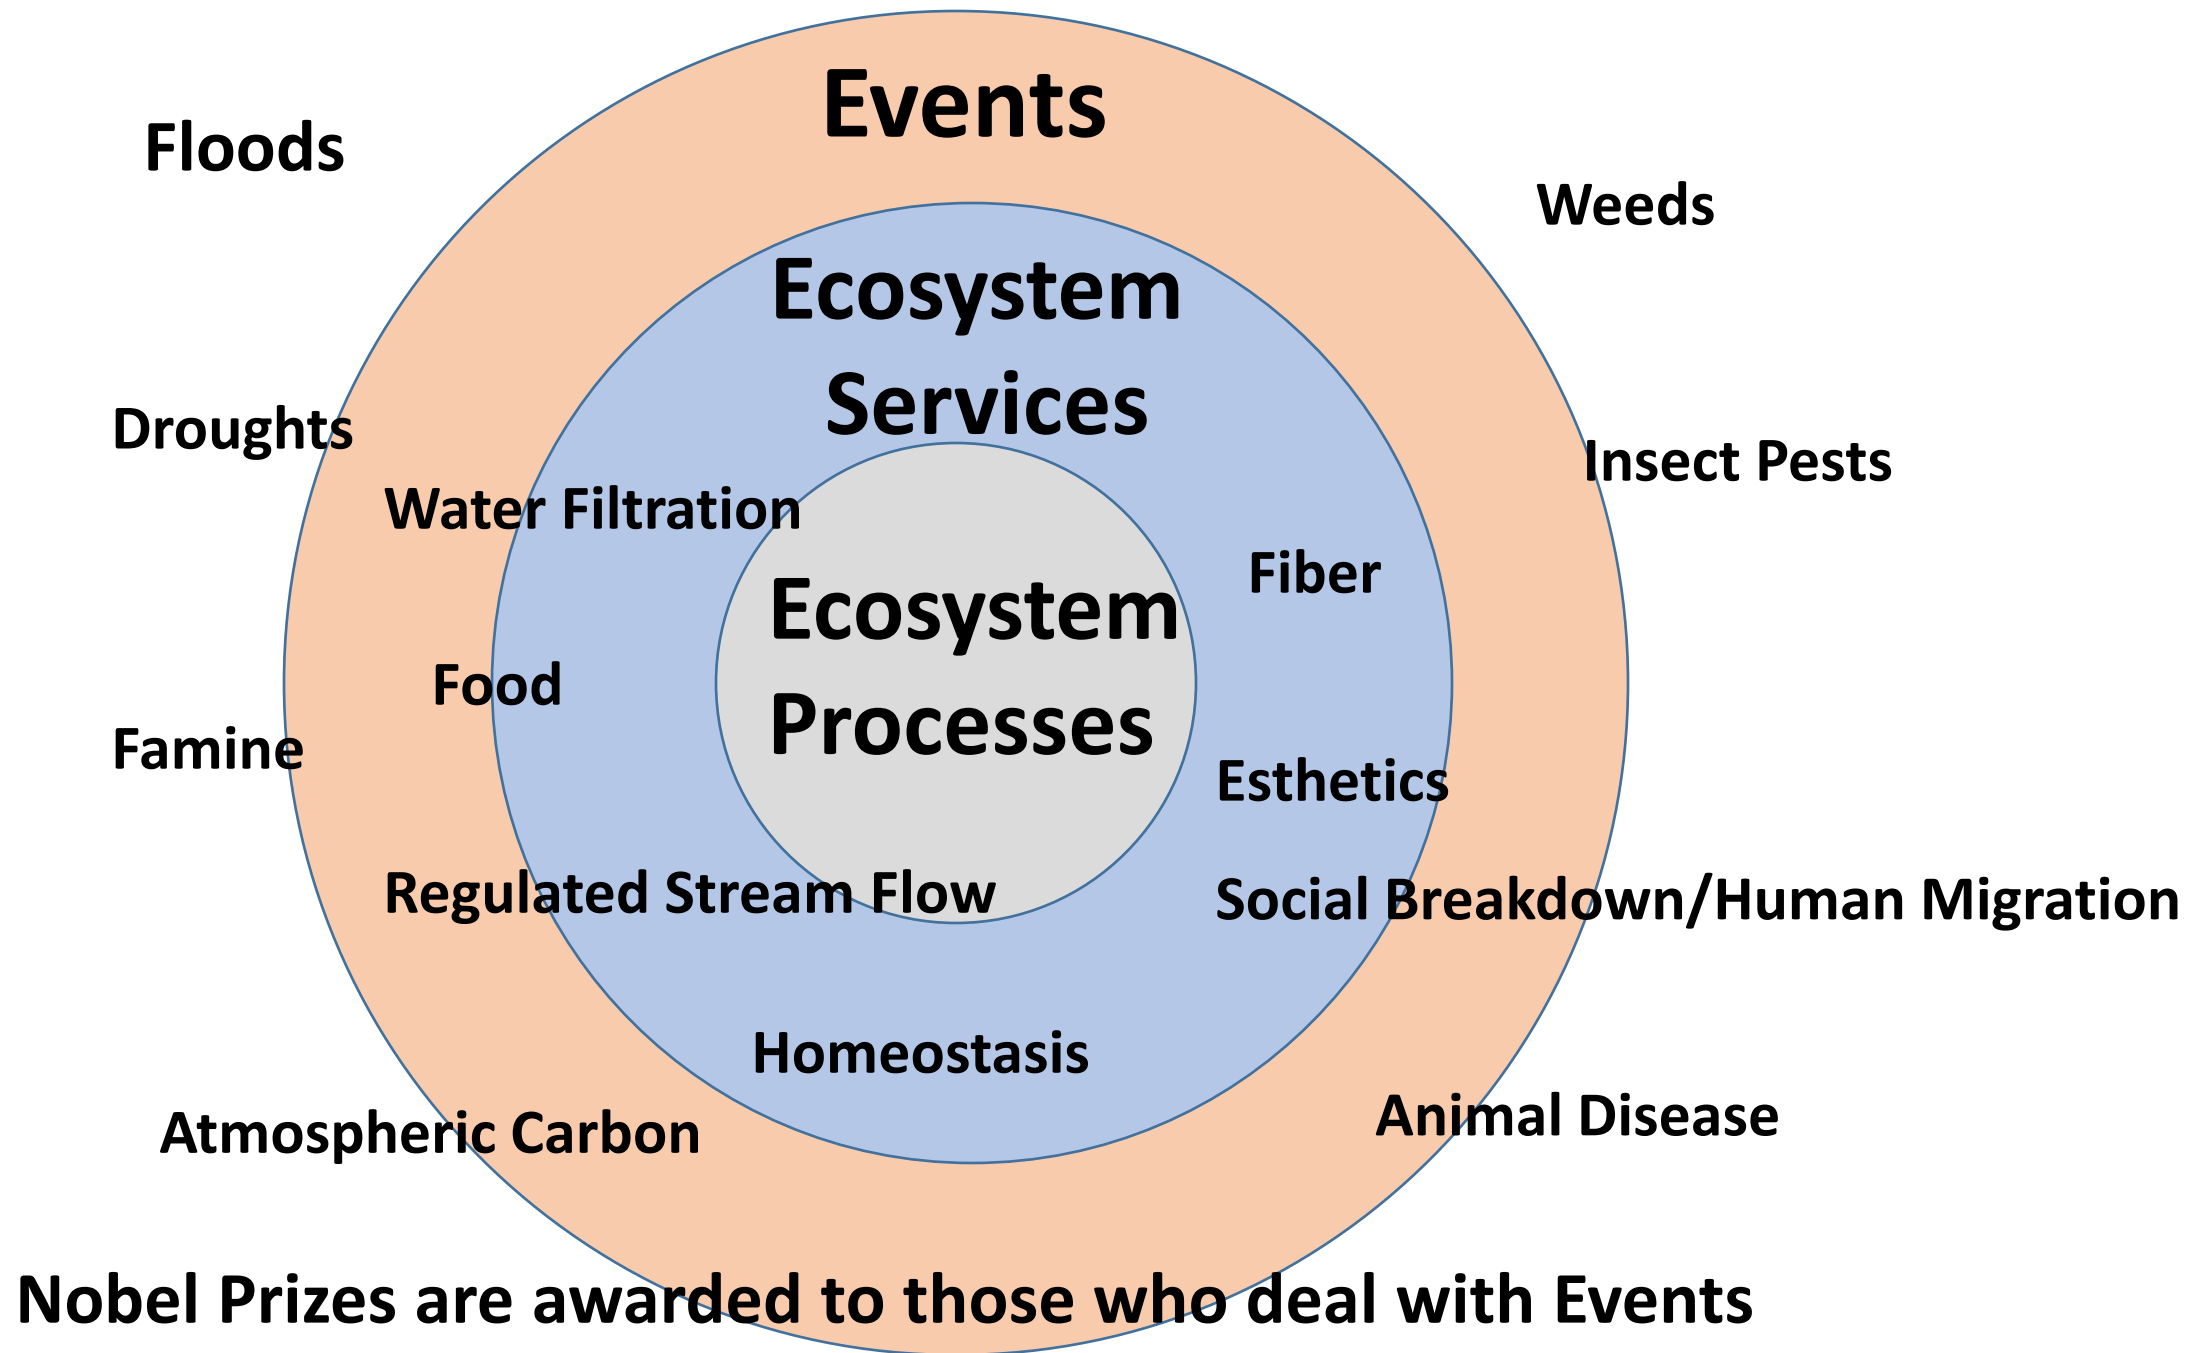 Events
Floods
Weeds
Ecosystem
Services
Droughts
Insect Pests
Water Filtration
Fiber
Ecosystem
Processes
Food
Famine
Esthetics
Regulated Stream Flow
Social Breakdown/Human Migration
Homeostasis
Atmospheric Carbon
Animal Disease
Nobel Prizes are awarded to those who deal with Events